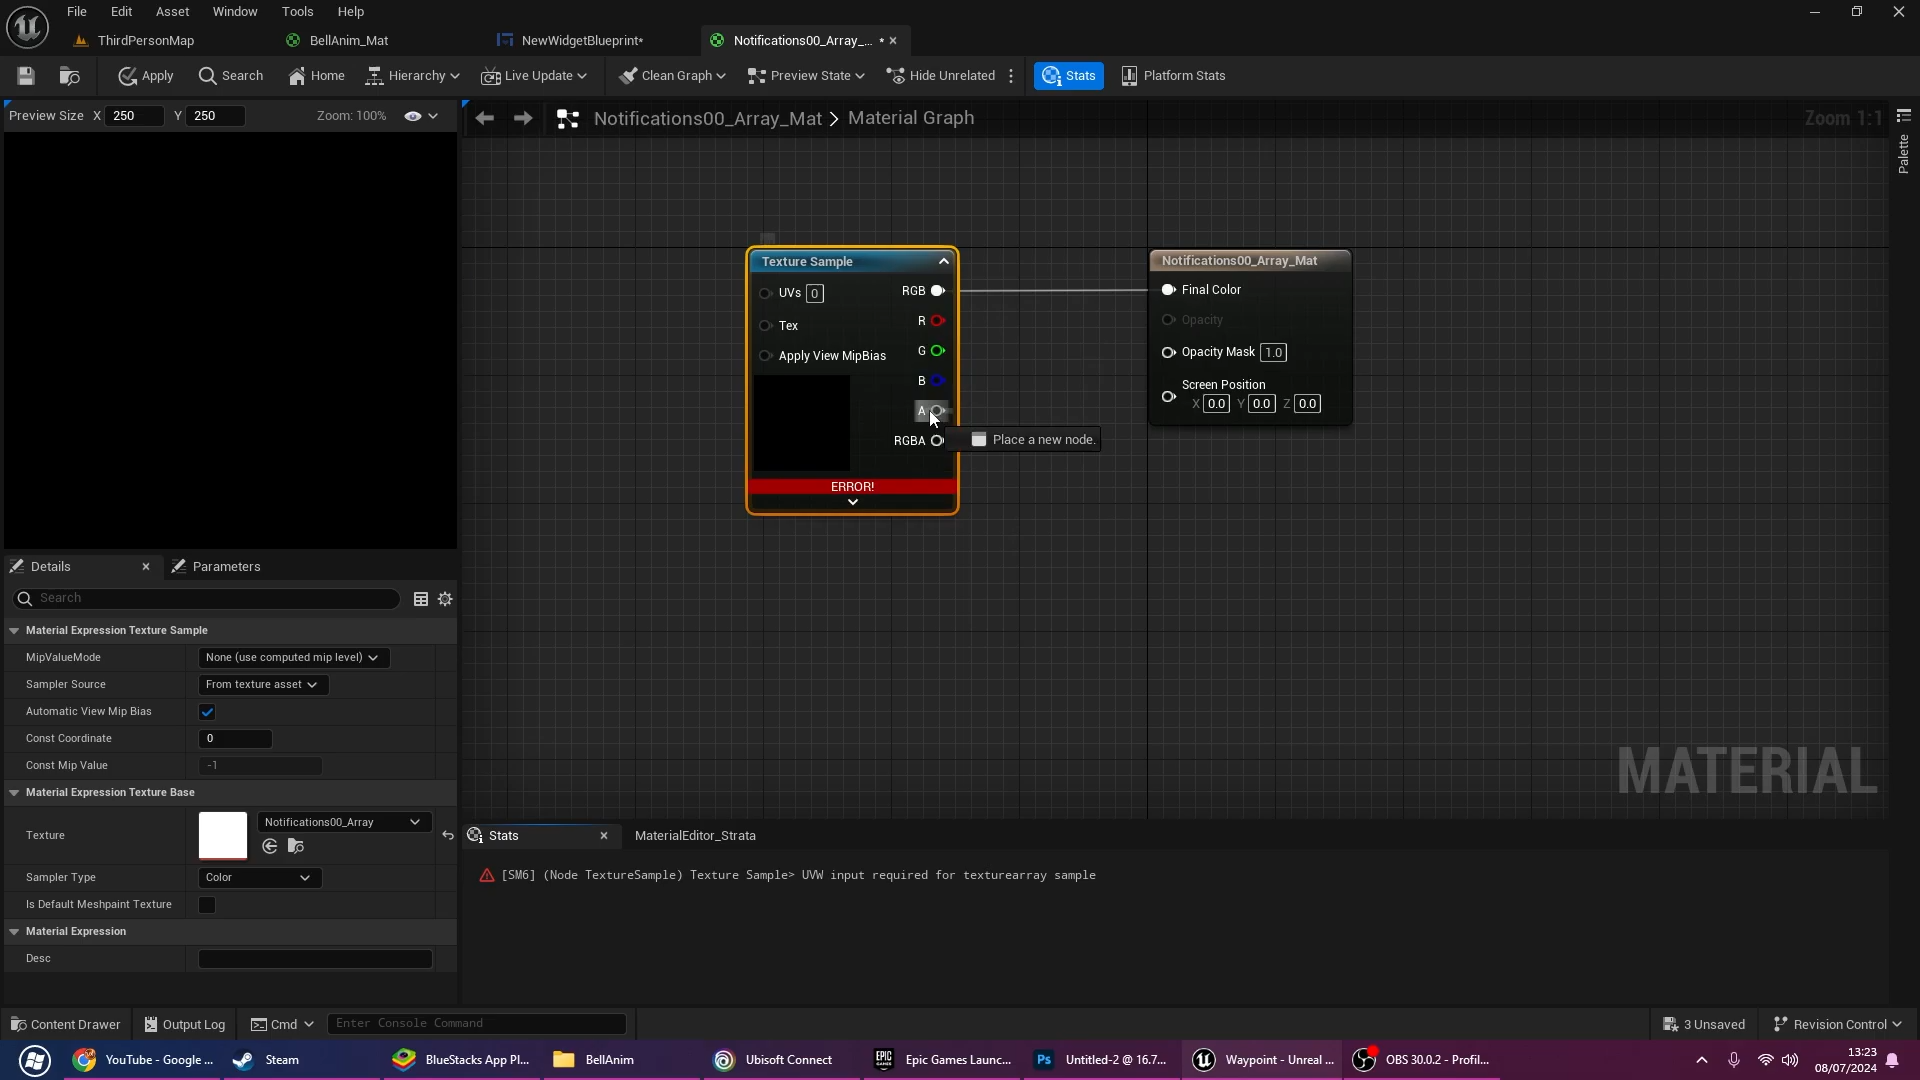 File Edit Asset Window Tools Help
ThirdPersonMap BellAnim_Mat NewWidgetBlueprint* Notifications00_Array_... *
Apply Search Home Hierarchy Live Update Clean Graph Preview State Hide Unrelated Stats Platform Stats
Preview Size X 250 Y 250 Zoom: 100%
Notifications00_Array_Mat > Material Graph
Zoom 1:1
Palette
Texture Sample
UVs 0 RGB
R
Tex
G
Apply View MipBias
B
A
RGBA
ERROR!
Place a new node.
Notifications00_Array_Mat
Final Color
Opacity
Opacity Mask 1.0
Screen Position
X 0.0 Y 0.0 Z 0.0
MATERIAL
Details Parameters
Search
Material Expression Texture Sample
MipValueMode None (use computed mip level)
Sampler Source From texture asset
Automatic View Mip Bias
Const Coordinate 0
Const Mip Value -1
Material Expression Texture Base
Texture Notifications00_Array
Sampler Type Color
Is Default Meshpaint Texture
Material Expression
Desc
Stats MaterialEditor_Strata
[SM6] (Node TextureSample) Texture Sample> UVW input required for texturearray sample
Content Drawer Output Log Cmd Enter Console Command 3 Unsaved Revision Control
YouTube - Google ... Steam BlueStacks App Pl... BellAnim Ubisoft Connect Epic Games Launc... Untitled-2 @ 16.7... Waypoint - Unreal ... OBS 30.0.2 - Profil...
13:23
08/07/2024